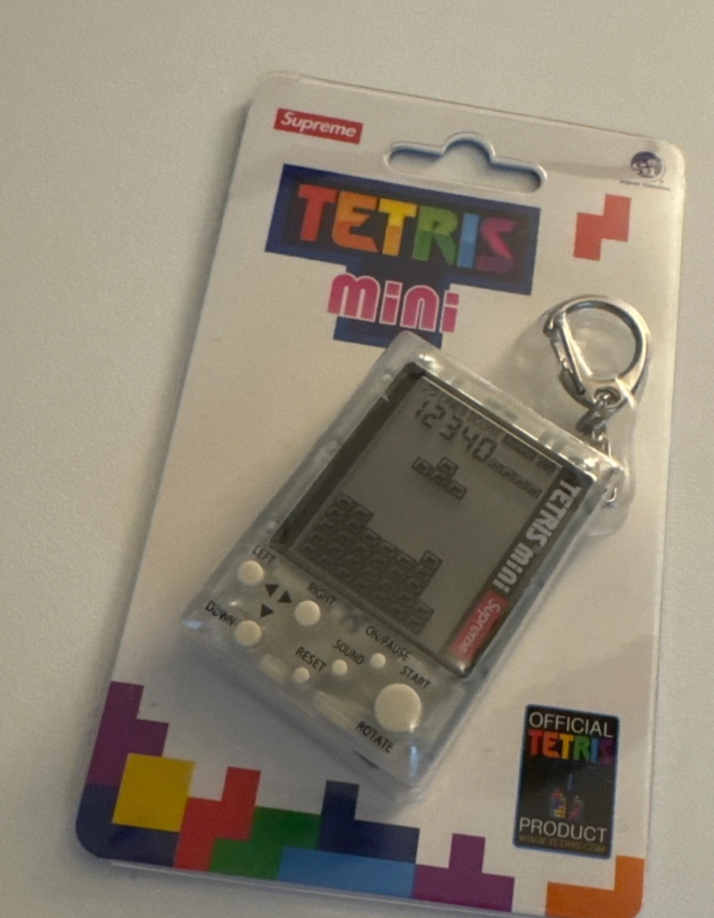 Supreme
TETRIS
mini
12340
TETRIS mini
Supreme
LEFT
RIGHT
DOWN
ON/PAUSE
SOUND
START
RESET
ROTATE
OFFICIAL
TETRIS
PRODUCT